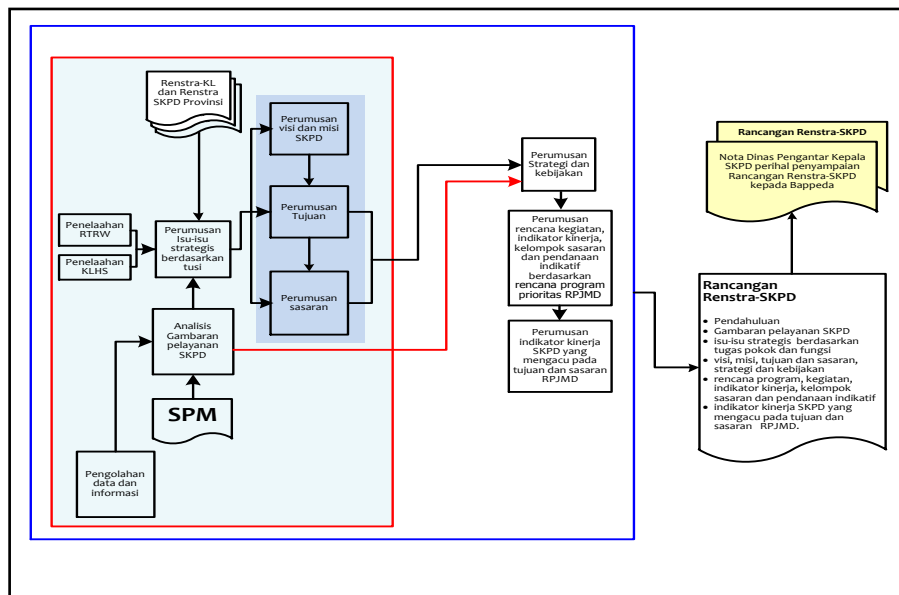 Renstra-KL
dan Renstra
SKPD Provinsi
Perumusan
visi dan misi
SKPD
Perumusan
Tujuan
Perumusan
sasaran
Penelaahan
RTRW
Penelaahan
KLHS
Perumusan
Isu-isu
strategis
berdasarkan
tusi
Analisis
Gambaran
pelayanan
SKPD
SPM
Pengolahan
data dan
informasi
Perumusan
Strategi dan
kebijakan
Perumusan
rencana kegiatan,
indikator kinerja,
kelompok sasaran
dan pendanaan
indikatif
berdasarkan
rencana program
prioritas RPJMD
Perumusan
indikator kinerja
SKPD yang
mengacu pada
tujuan dan sasaran
RPJMD
Rancangan Renstra-SKPD
Nota Dinas Pengantar Kepala
SKPD perihal penyampaian
Rancangan Renstra-SKPD
kepada Bappeda
Rancangan
Renstra-SKPD
• Pendahuluan
• Gambaran pelayanan SKPD
• isu-isu strategis berdasarkan
tugas pokok dan fungsi
• visi, misi, tujuan dan sasaran,
strategi dan kebijakan
• rencana program, kegiatan,
indikator kinerja, kelompok
sasaran dan pendanaan indikatif
• indikator kinerja SKPD yang
mengacu pada tujuan dan
sasaran RPJMD.